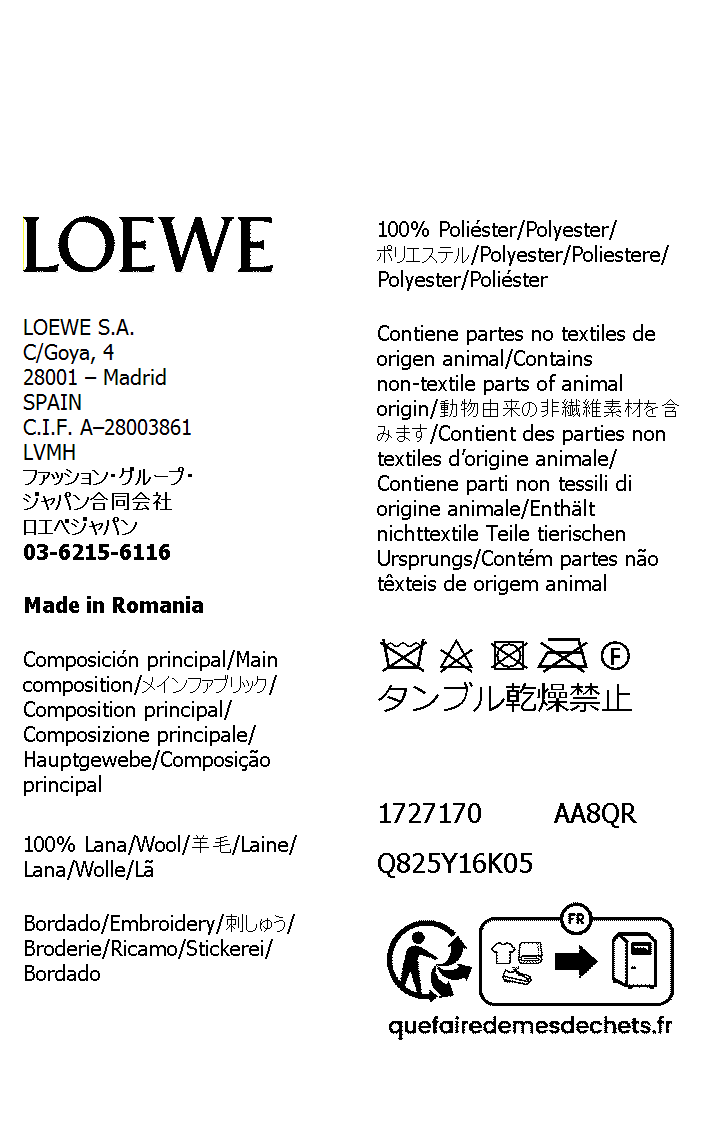 LOEWE
LOEWE S.A.
C/Goya, 4
28001 – Madrid
SPAIN
C.I.F. A–28003861
LVMH
ファッション・グループ・
ジャパン合同会社
ロエベジャパン
03-6215-6116
Made in Romania
Composición principal/Main
composition/メインファブリック/
Composition principal/
Composizione principale/
Hauptgewebe/Composição
principal
100% Lana/Wool/羊毛/Laine/
Lana/Wolle/Lã
Bordado/Embroidery/刺しゅう/
Broderie/Ricamo/Stickerei/
Bordado
100% Poliéster/Polyester/
ポリエステル/Polyester/Poliestere/
Polyester/Poliéster
Contiene partes no textiles de
origen animal/Contains
non-textile parts of animal
origin/動物由来の非繊維素材を含
みます/Contient des parties non
textiles d’origine animale/
Contiene parti non tessili di
origine animale/Enthält
nichttextile Teile tierischen
Ursprungs/Contém partes não
têxteis de origem animal
F
タンブル乾燥禁止
1727170 AA8QR
Q825Y16K05
FR
quefairedemesdechets.fr